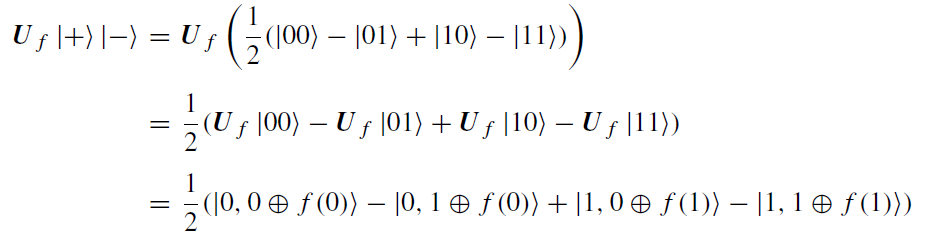 U_f |+⟩ |−⟩ = U_f (1/2 (|00⟩ − |01⟩ + |10⟩ − |11⟩))
= 1/2 (U_f |00⟩ − U_f |01⟩ + U_f |10⟩ − U_f |11⟩)
= 1/2 (|0, 0 ⊕ f(0)⟩ − |0, 1 ⊕ f(0)⟩ + |1, 0 ⊕ f(1)⟩ − |1, 1 ⊕ f(1)⟩)